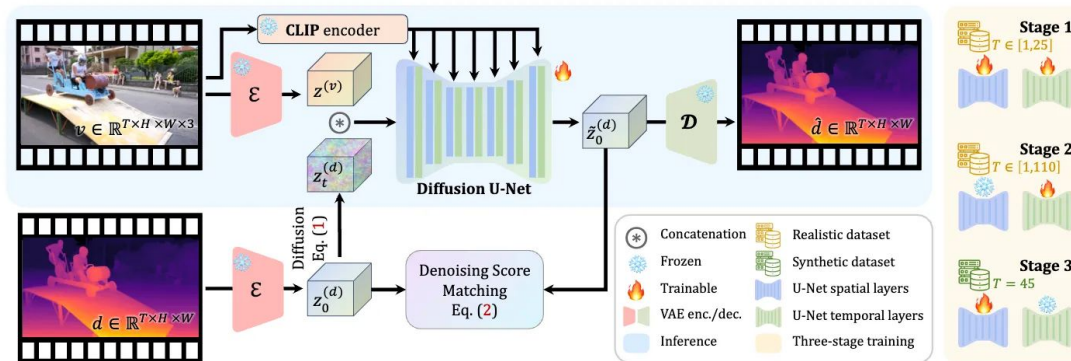 CLIP encoder
v ∈ ℝ^{T×H×W×3}
ℰ
z^{(v)}
z_t^{(d)}
Diffusion U-Net
z̃_0^{(d)}
𝒟
d̂ ∈ ℝ^{T×H×W}
Diffusion
Eq. (1)
d ∈ ℝ^{T×H×W}
ℰ
z_0^{(d)}
Denoising Score
Matching
Eq. (2)
Concatenation
Frozen
Trainable
VAE enc./dec.
Inference
Realistic dataset
Synthetic dataset
U-Net spatial layers
U-Net temporal layers
Three-stage training
Stage 1
T ∈ [1,25]
Stage 2
T ∈ [1,110]
Stage 3
T = 45